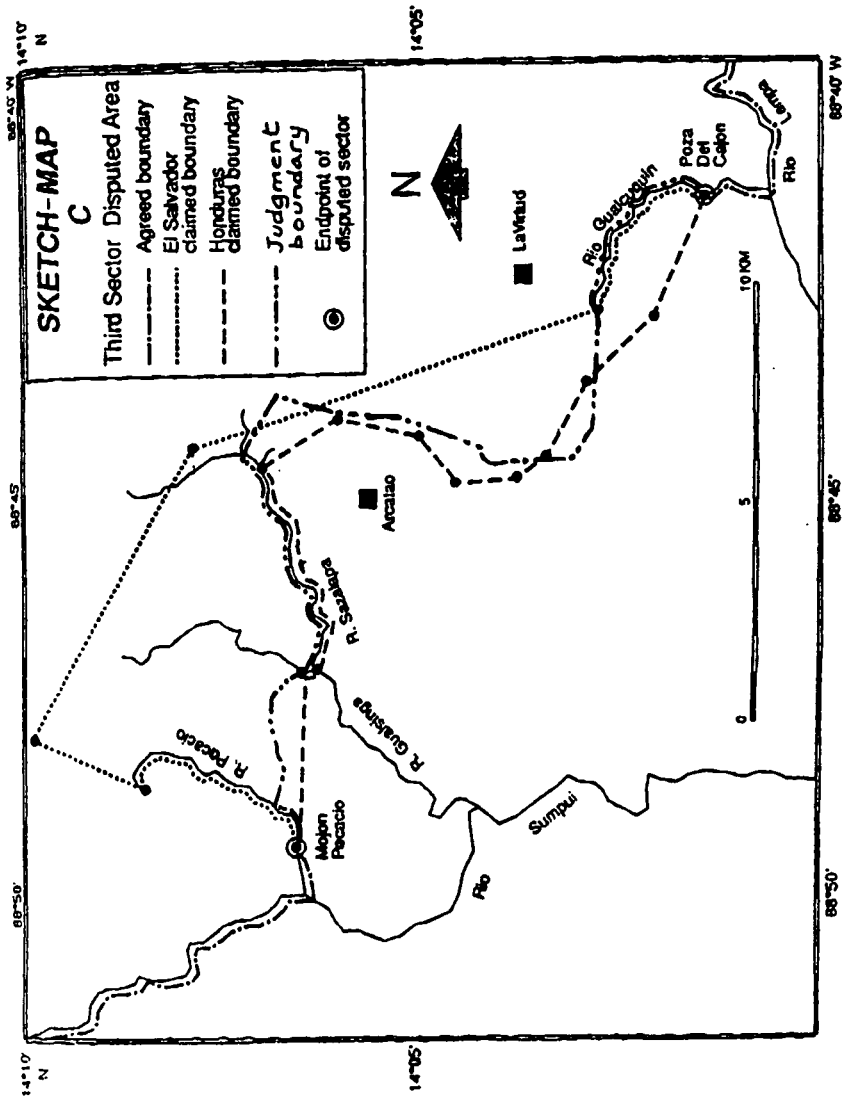 14°10'
N
88°50'
88°45'
88°40' W
14°10'
N
SKETCH-MAP
C
Third Sector Disputed Area
Agreed boundary
El Salvador
claimed boundary
Honduras
claimed boundary
Judgment
boundary
Endpoint of
disputed sector
R. Pacacio
Mojon
Pacacio
R. Sazalapa
R. Gualsinga
Arcatao
N
LaVirtud
14°05'
14°05'
Rio
Sumpul
Rio Gualcuquin
Poza
Del
Cajon
Rio
Lempa
0
5
10 KM
88°50'
88°45'
88°40' W